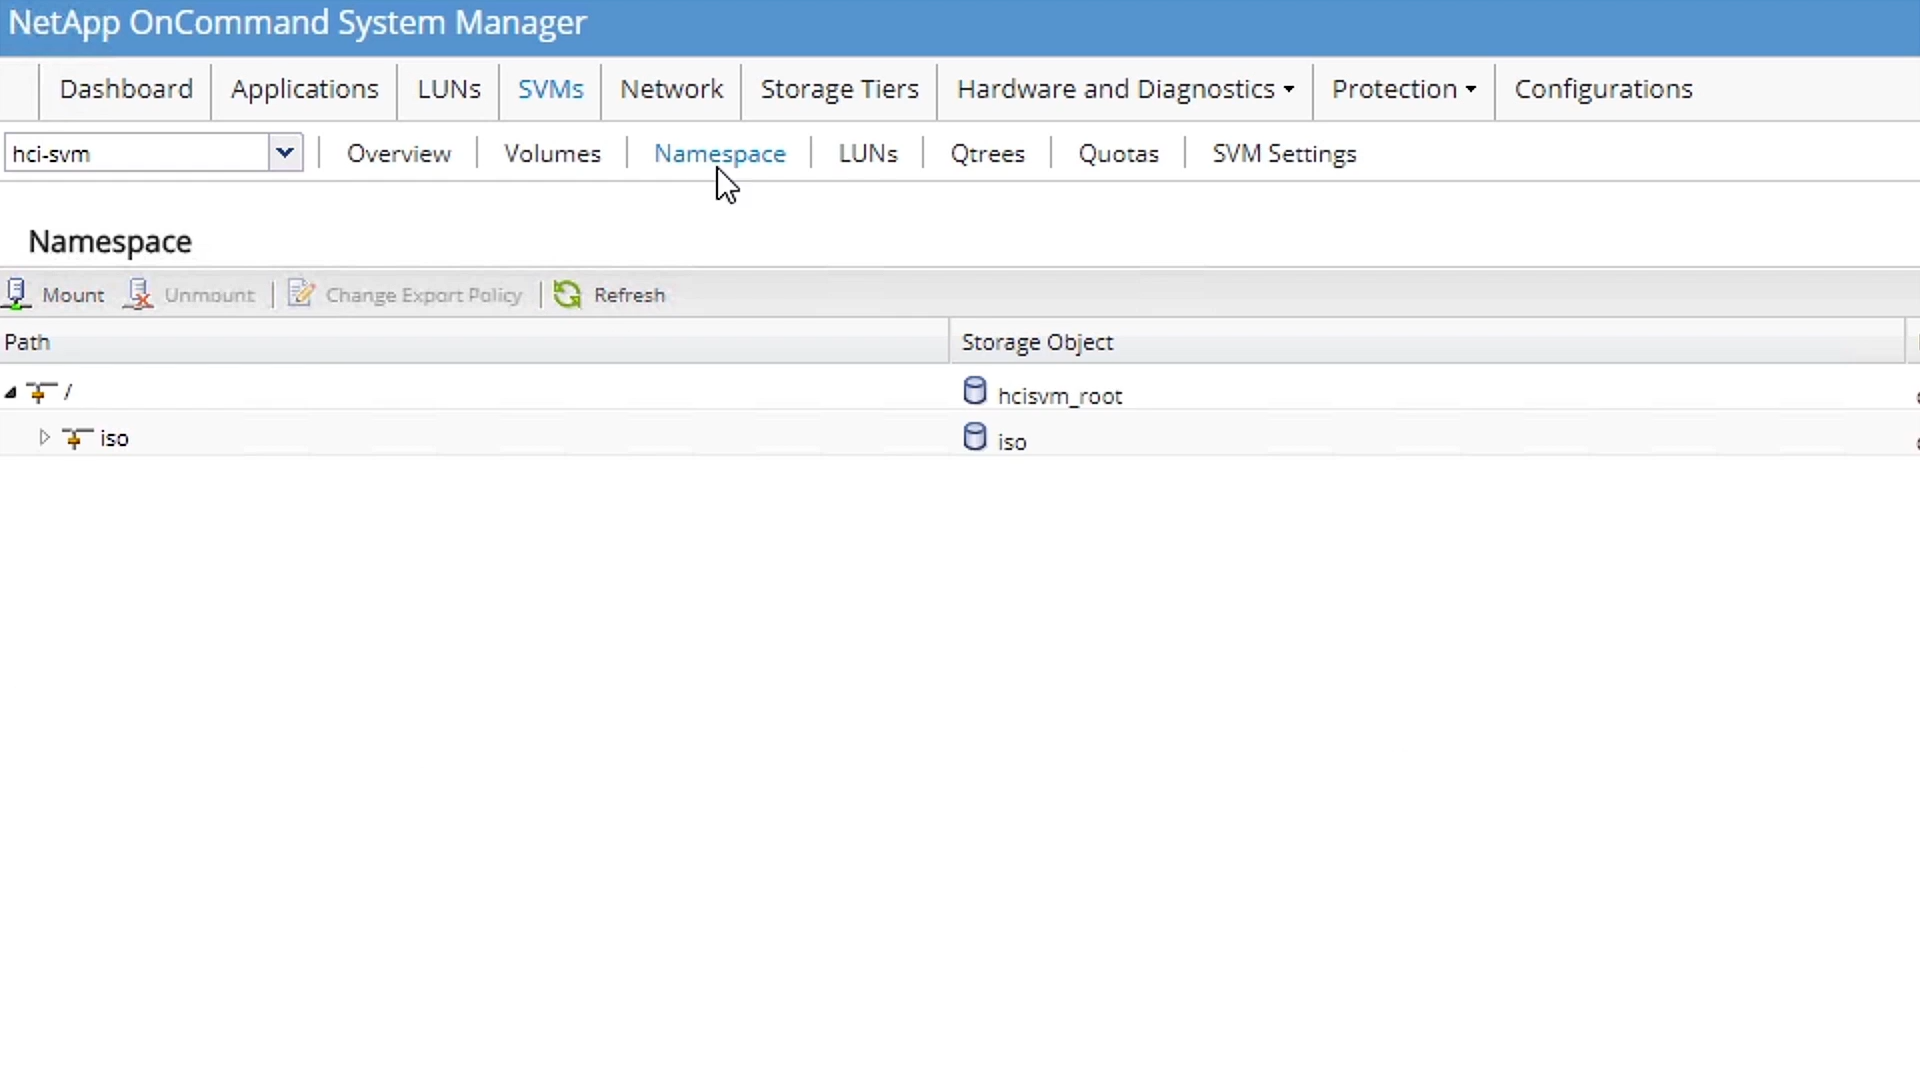 NetApp OnCommand System Manager
Dashboard Applications LUNs SVMs Network Storage Tiers Hardware and Diagnostics Protection Configurations
hci-svm Overview Volumes Namespace LUNs Qtrees Quotas SVM Settings
Namespace
Mount Unmount Change Export Policy Refresh
Path Storage Object
/ hcisvm_root
iso iso